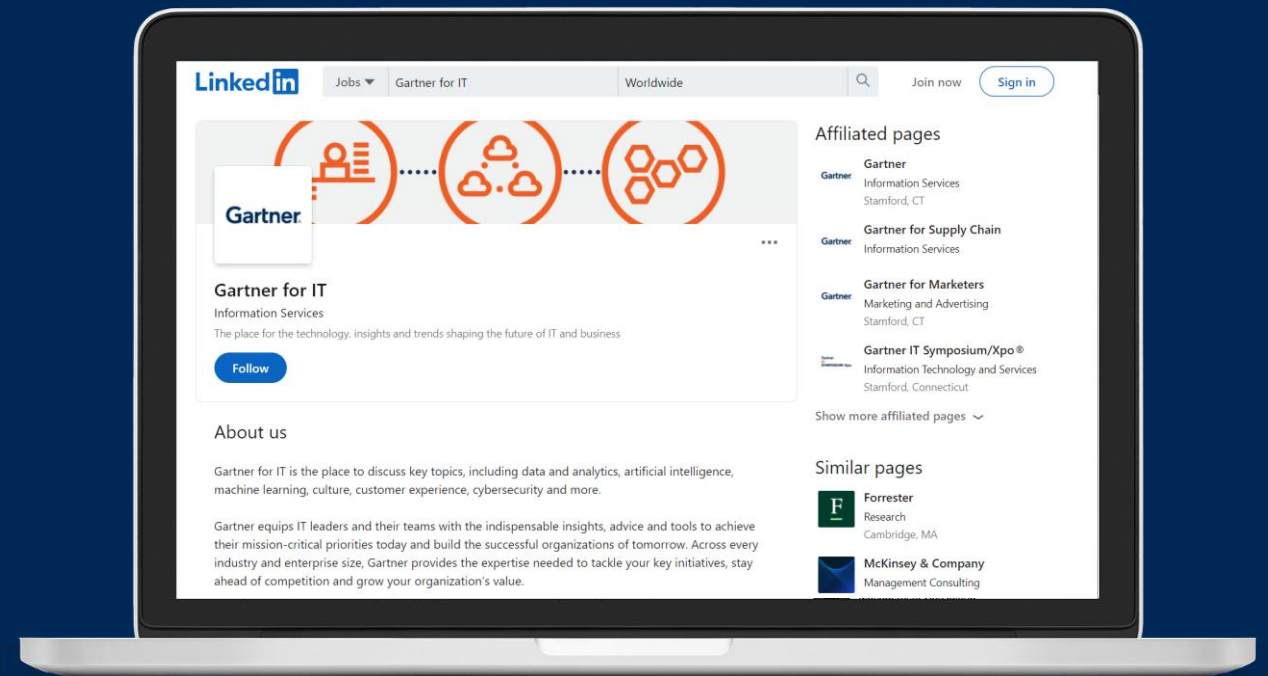 Linked in
Jobs
Gartner for IT
Worldwide
Join now
Sign in
Gartner
Gartner for IT
Information Services
The place for the technology, insights and trends shaping the future of IT and business
Follow
About us
Gartner for IT is the place to discuss key topics, including data and analytics, artificial intelligence,
machine learning, culture, customer experience, cybersecurity and more.
Gartner equips IT leaders and their teams with the indispensable insights, advice and tools to achieve
their mission-critical priorities today and build the successful organizations of tomorrow. Across every
industry and enterprise size, Gartner provides the expertise needed to tackle your key initiatives, stay
ahead of competition and grow your organization's value.
Affiliated pages
Gartner
Gartner
Information Services
Stamford, CT
Gartner
Gartner for Supply Chain
Information Services
Gartner
Gartner for Marketers
Marketing and Advertising
Stamford, CT
Gartner IT Symposium/Xpo®
Information Technology and Services
Stamford, Connecticut
Show more affiliated pages
Similar pages
F
Forrester
Research
Cambridge, MA
McKinsey & Company
Management Consulting